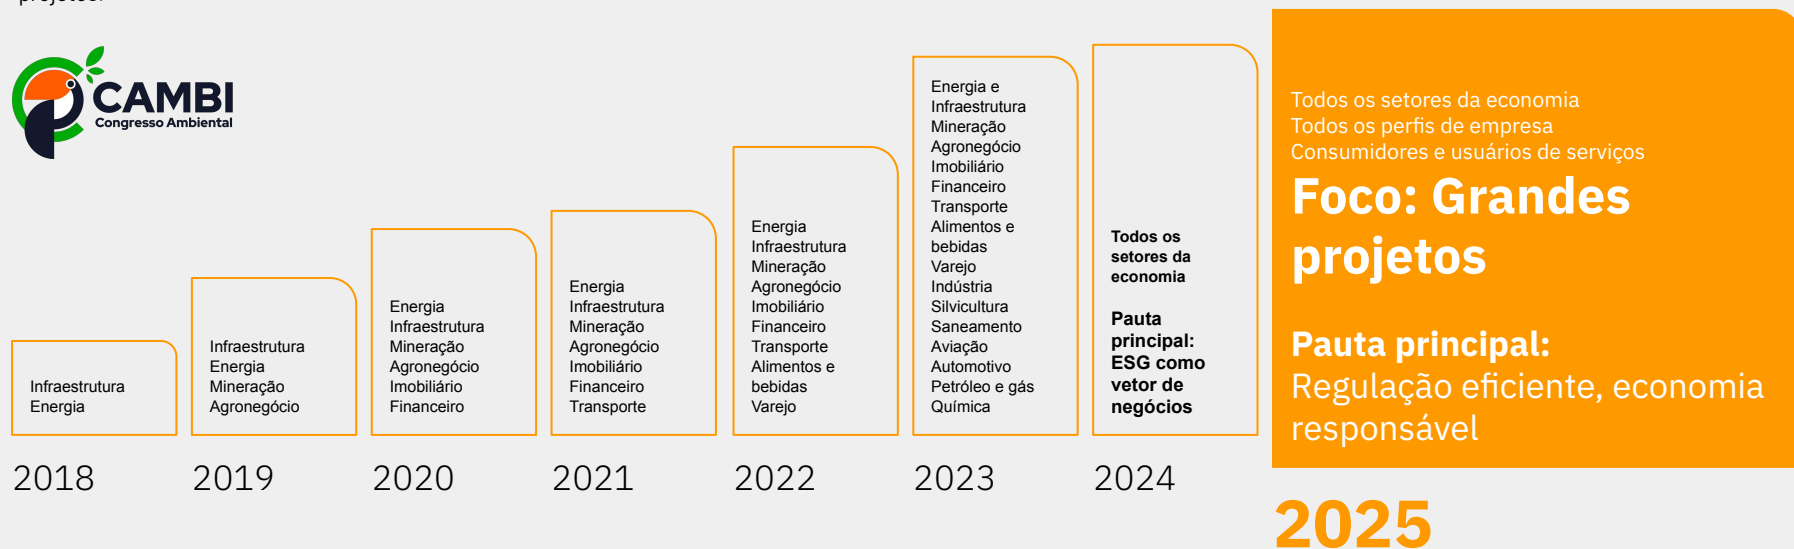 projetos.
CAMBI
Congresso Ambiental
Infraestrutura
Energia
2018
Infraestrutura
Energia
Mineração
Agronegócio
2019
Energia
Infraestrutura
Mineração
Agronegócio
Imobiliário
Financeiro
2020
Energia
Infraestrutura
Mineração
Agronegócio
Imobiliário
Financeiro
Transporte
2021
Energia
Infraestrutura
Mineração
Agronegócio
Imobiliário
Financeiro
Transporte
Alimentos e
bebidas
Varejo
2022
Energia e
Infraestrutura
Mineração
Agronegócio
Imobiliário
Financeiro
Transporte
Alimentos e
bebidas
Varejo
Indústria
Silvicultura
Saneamento
Aviação
Automotivo
Petróleo e gás
Química
2023
Todos os
setores da
economia
Pauta
principal:
ESG como
vetor de
negócios
2024
Todos os setores da economia
Todos os perfis de empresa
Consumidores e usuários de serviços
Foco: Grandes
projetos
Pauta principal:
Regulação eficiente, economia
responsável
2025